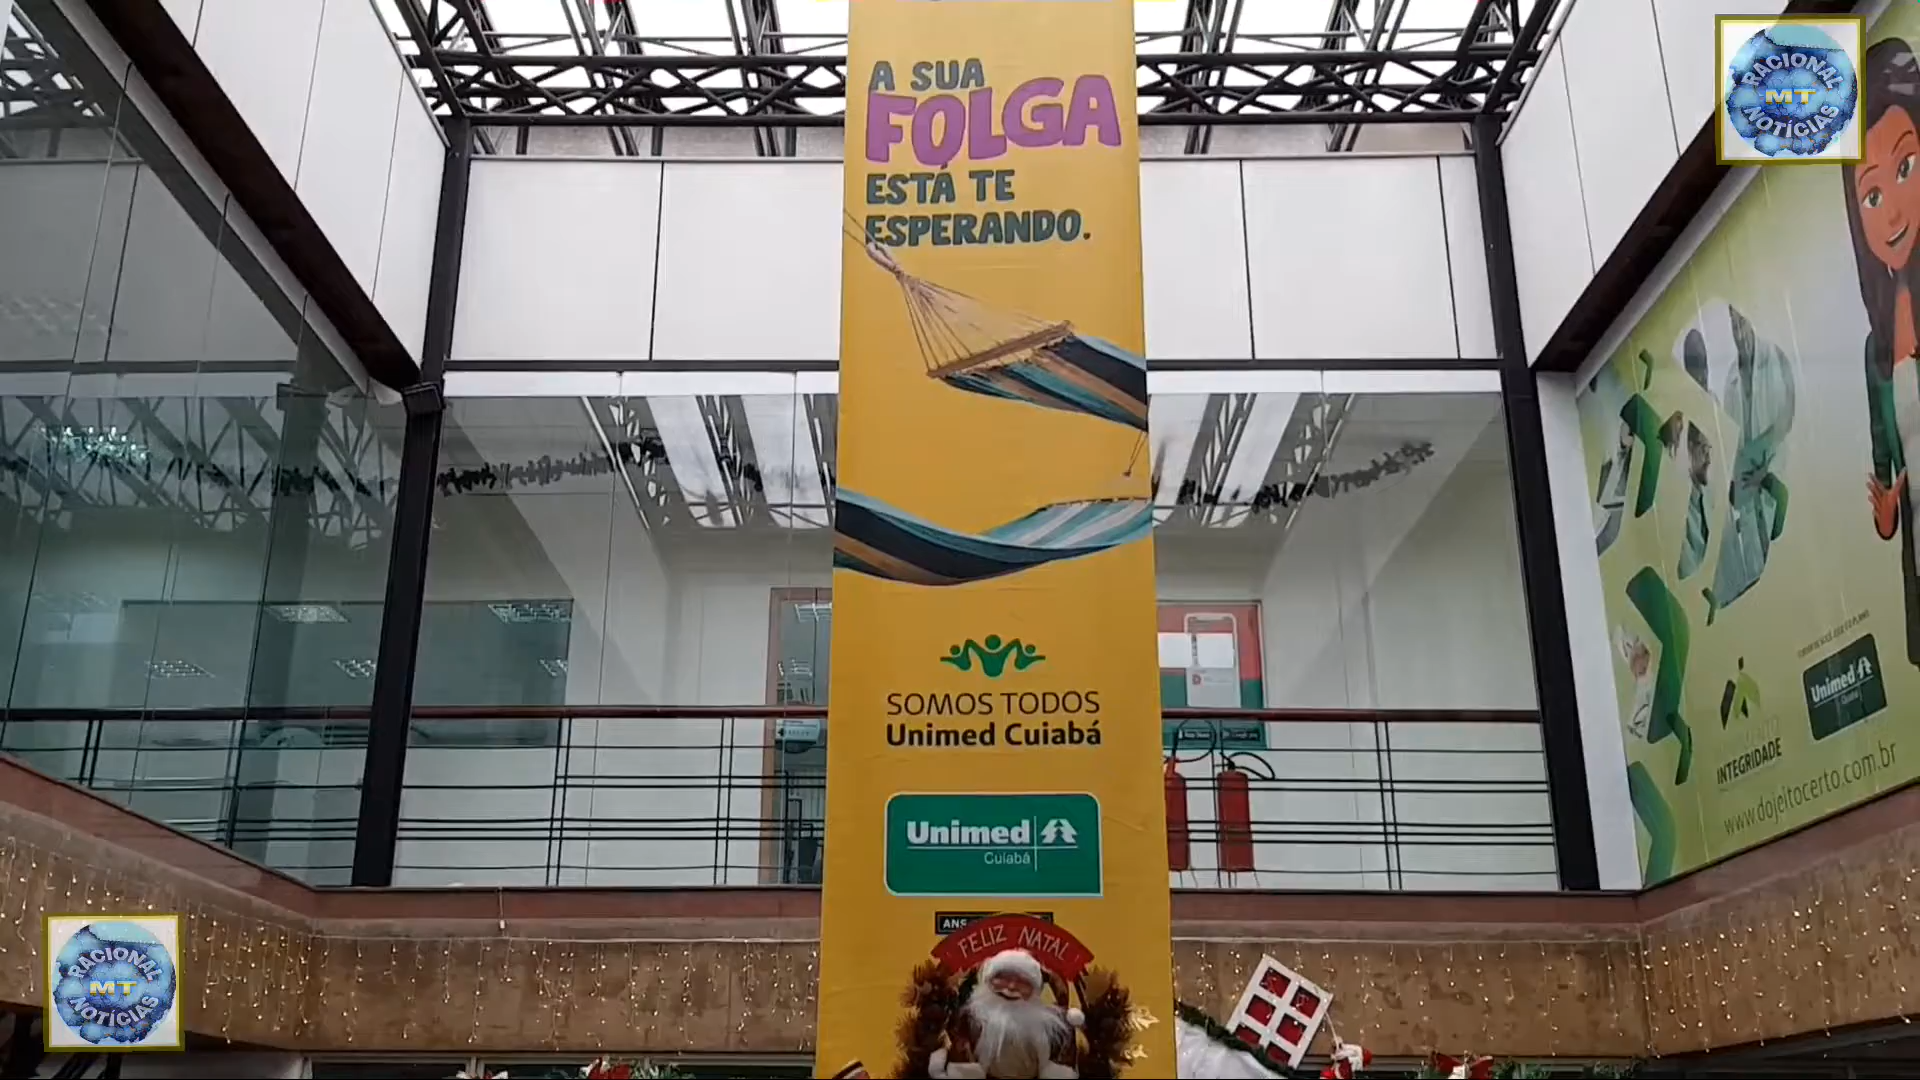 A SUA
FOLGA
ESTÁ TE
ESPERANDO.
SOMOS TODOS
Unimed Cuiabá
Unimed
Cuiabá
ANS
FELIZ NATAL
RACIONAL
MT
NOTÍCIAS
Unimed
INTEGRIDADE
www.dojeitocerto.com.br
RACIONAL
MT
NOTÍCIAS